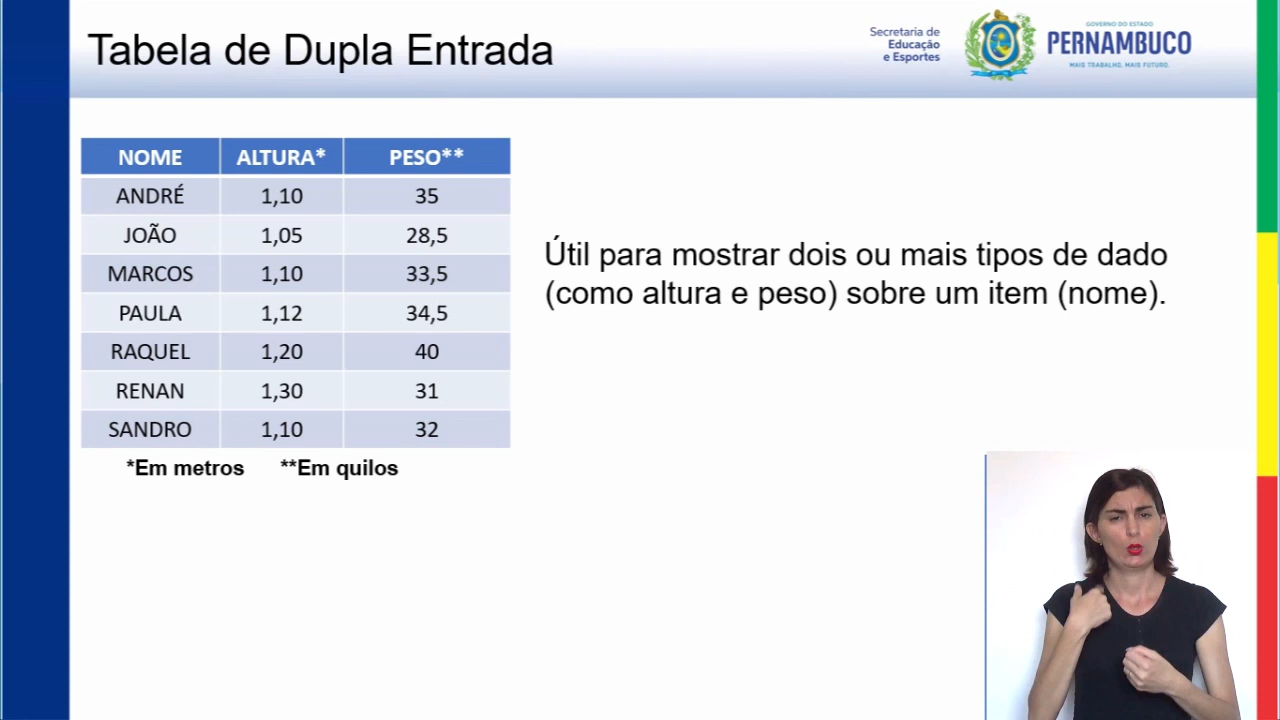 Tabela de Dupla Entrada
Secretaria de
Educação
e Esportes
GOVERNO DO ESTADO
PERNAMBUCO
MAIS TRABALHO, MAIS FUTURO.
NOME ALTURA* PESO**
ANDRÉ 1,10 35
JOÃO 1,05 28,5
MARCOS 1,10 33,5
PAULA 1,12 34,5
RAQUEL 1,20 40
RENAN 1,30 31
SANDRO 1,10 32
*Em metros **Em quilos
Útil para mostrar dois ou mais tipos de dado
(como altura e peso) sobre um item (nome).